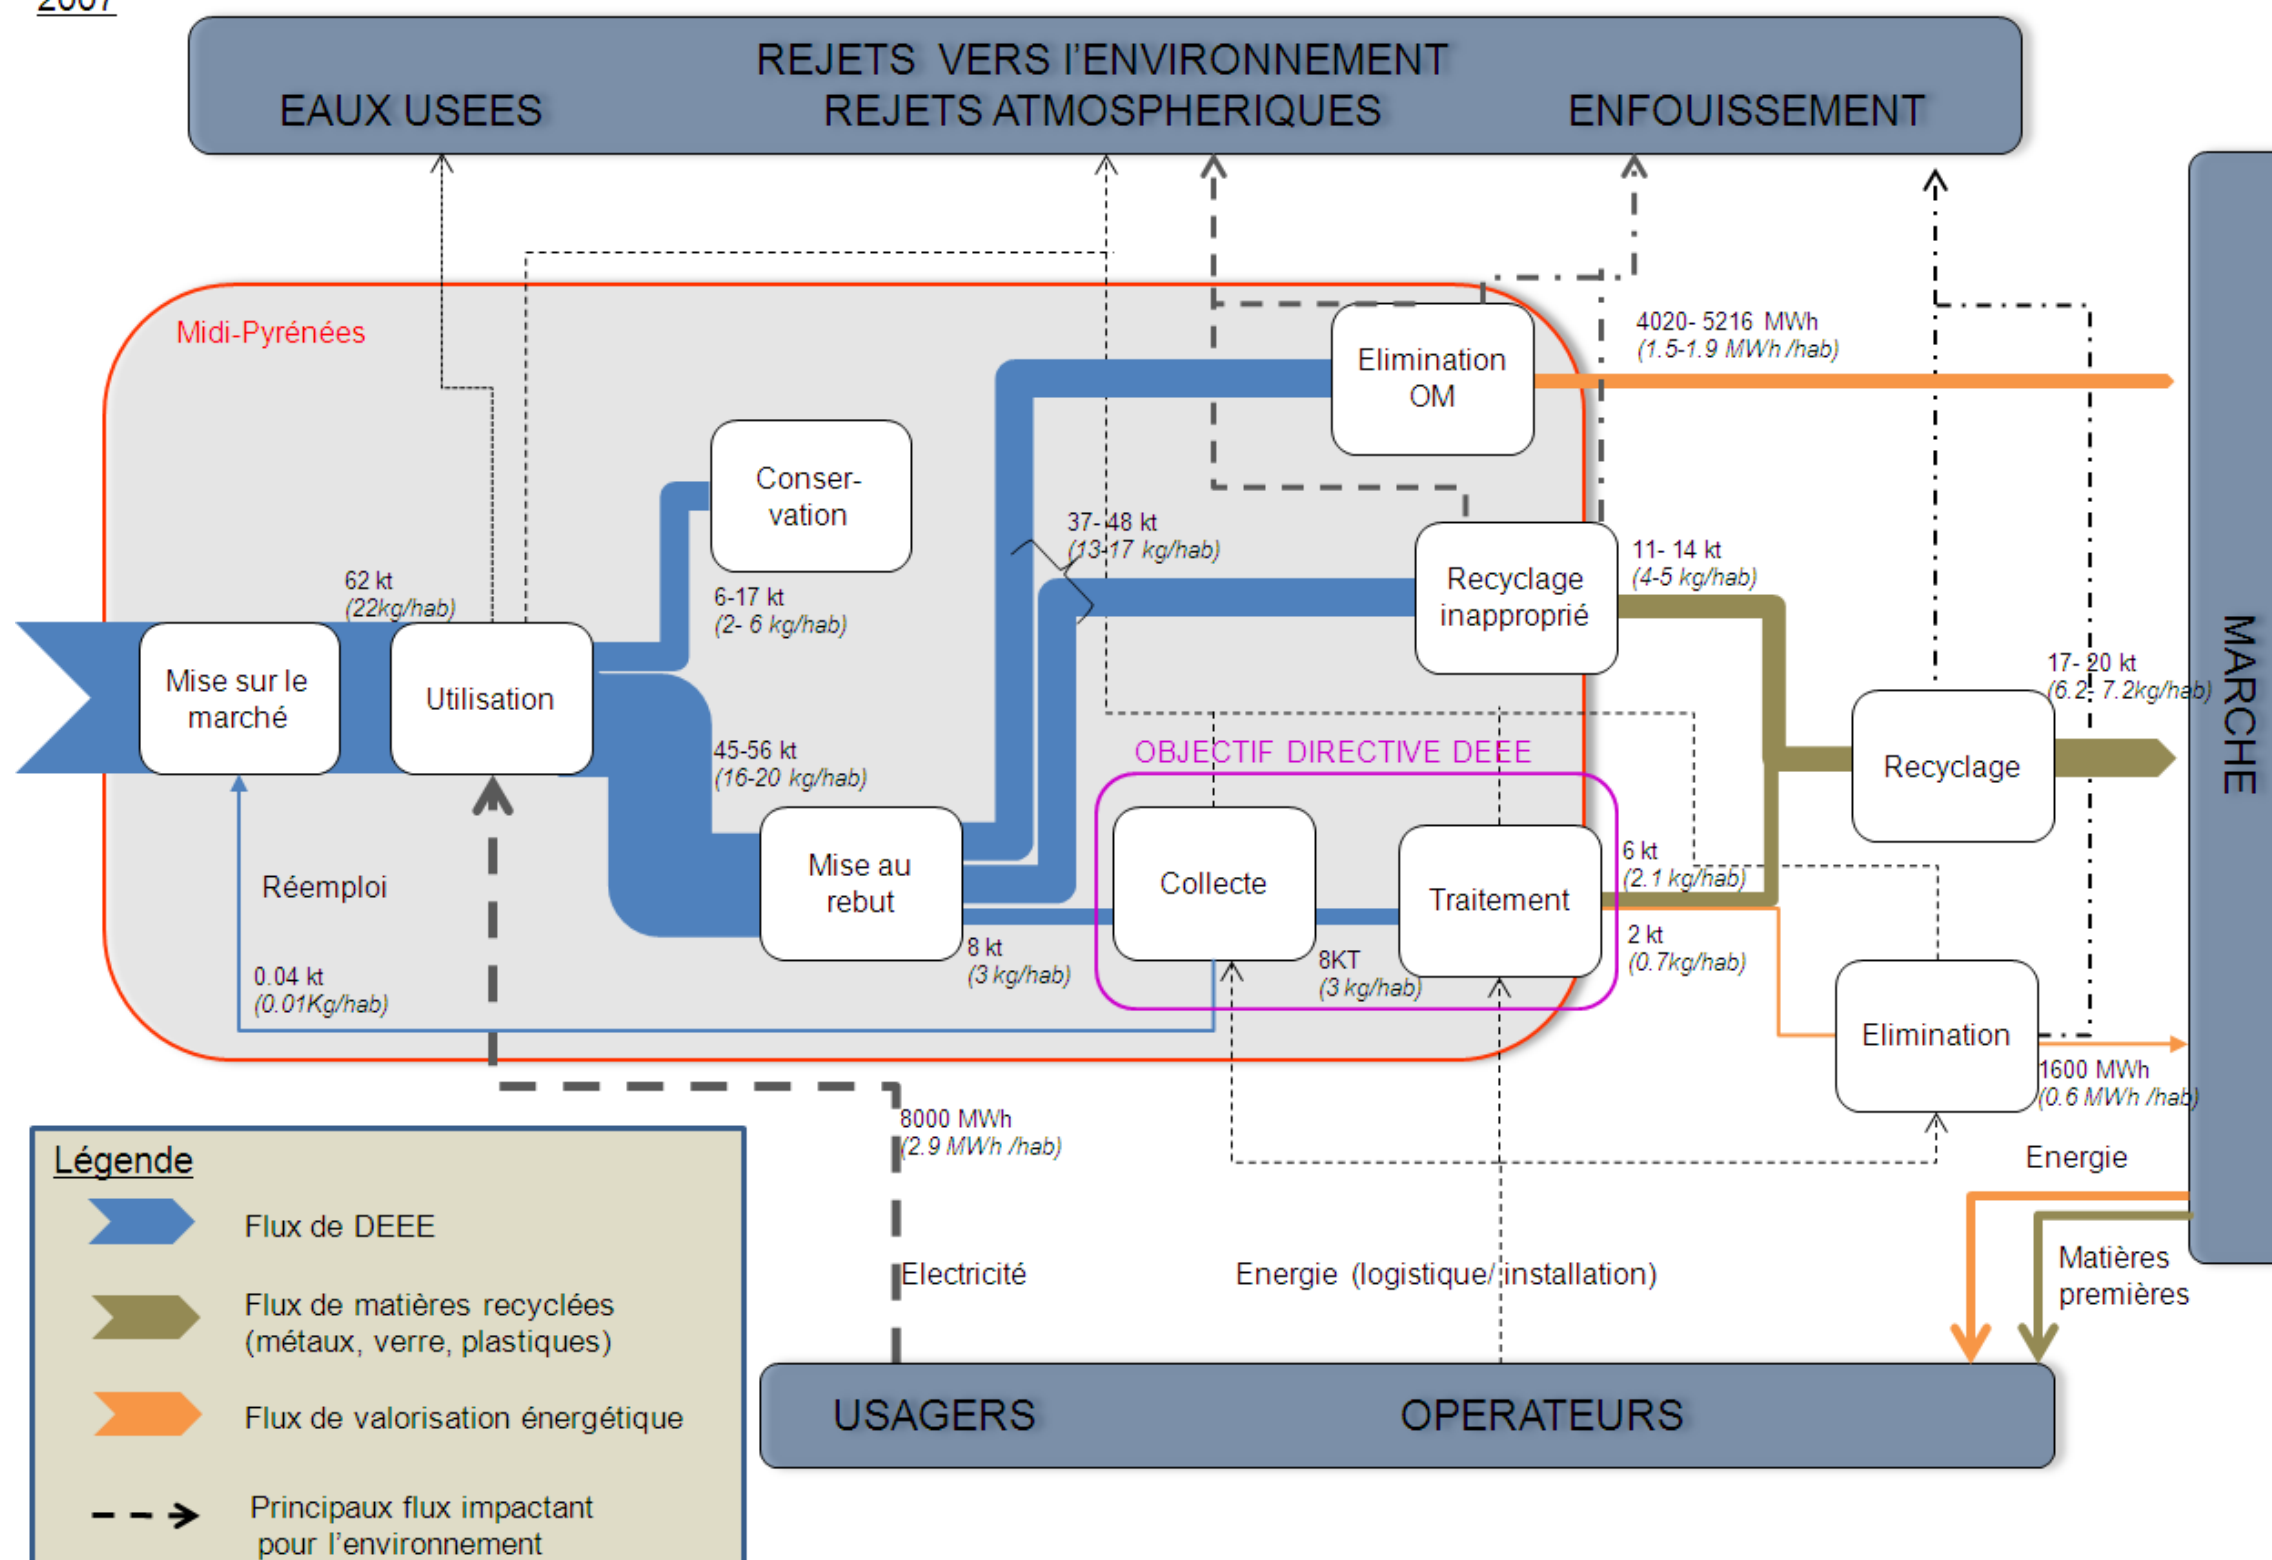 2007
REJETS VERS l'ENVIRONNEMENT
EAUX USEES
REJETS ATMOSPHERIQUES
ENFOUISSEMENT
Midi-Pyrénées
Elimination
OM
4020- 5216 MWh
(1.5-1.9 MWh /hab)
Conser-
vation
6-17 kt
(2- 6 kg/hab)
37- 48 kt
(13-17 kg/hab)
Recyclage
inapproprié
11- 14 kt
(4-5 kg/hab)
62 kt
(22kg/hab)
Mise sur le
marché
Utilisation
45-56 kt
(16-20 kg/hab)
17- 20 kt
(6.2- 7.2kg/hab)
MARCHE
Recyclage
OBJECTIF DIRECTIVE DEEE
Mise au
rebut
Collecte
Traitement
6 kt
(2.1 kg/hab)
Réemploi
0.04 kt
(0.01Kg/hab)
8 kt
(3 kg/hab)
8KT
(3 kg/hab)
2 kt
(0.7kg/hab)
Elimination
1600 MWh
(0.6 MWh /hab)
8000 MWh
(2.9 MWh /hab)
Energie
Electricité
Energie (logistique/ installation)
Matières
premières
USAGERS
OPERATEURS
Légende
Flux de DEEE
Flux de matières recyclées
(métaux, verre, plastiques)
Flux de valorisation énergétique
Principaux flux impactant
pour l'environnement